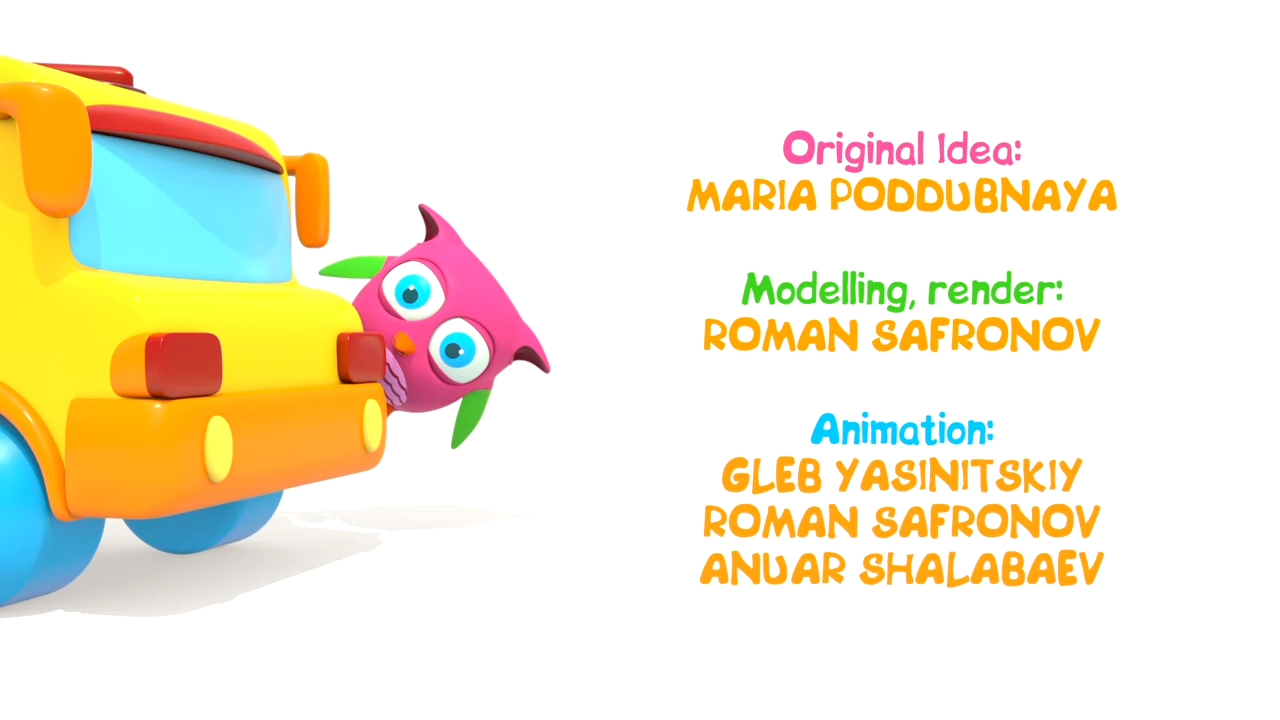 Original Idea:
MARIA PODDUBNAYA
Modelling, render:
ROMAN SAFRONOV
Animation:
GLEB YASINITSKIY
ROMAN SAFRONOV
ANUAR SHALABAEV